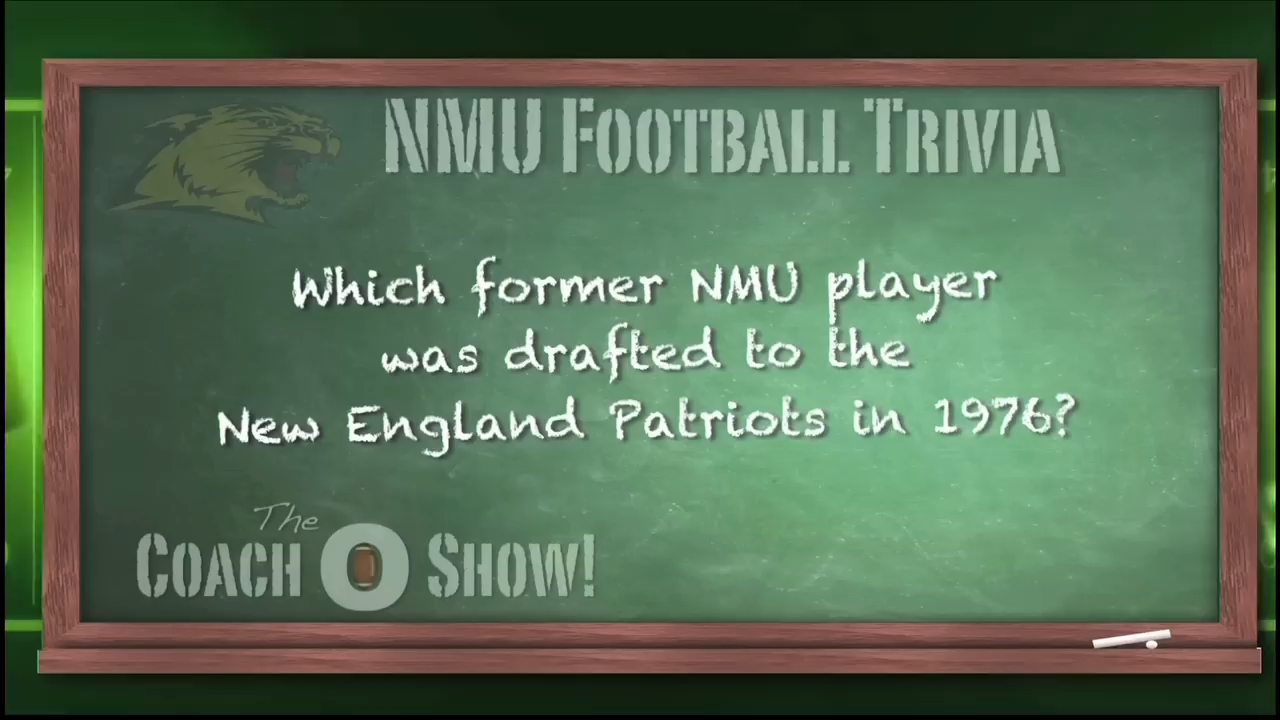 NMU FOOTBALL TRIVIA
Which former NMU player
was drafted to the
New England Patriots in 1976?
The
COACH O SHOW!